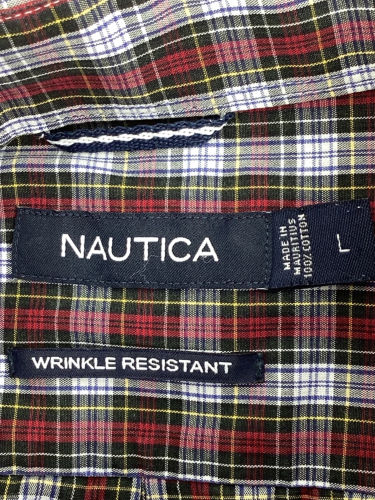 NAUTICA
MADE IN
MAURITIUS
100% COTTON
L
WRINKLE RESISTANT